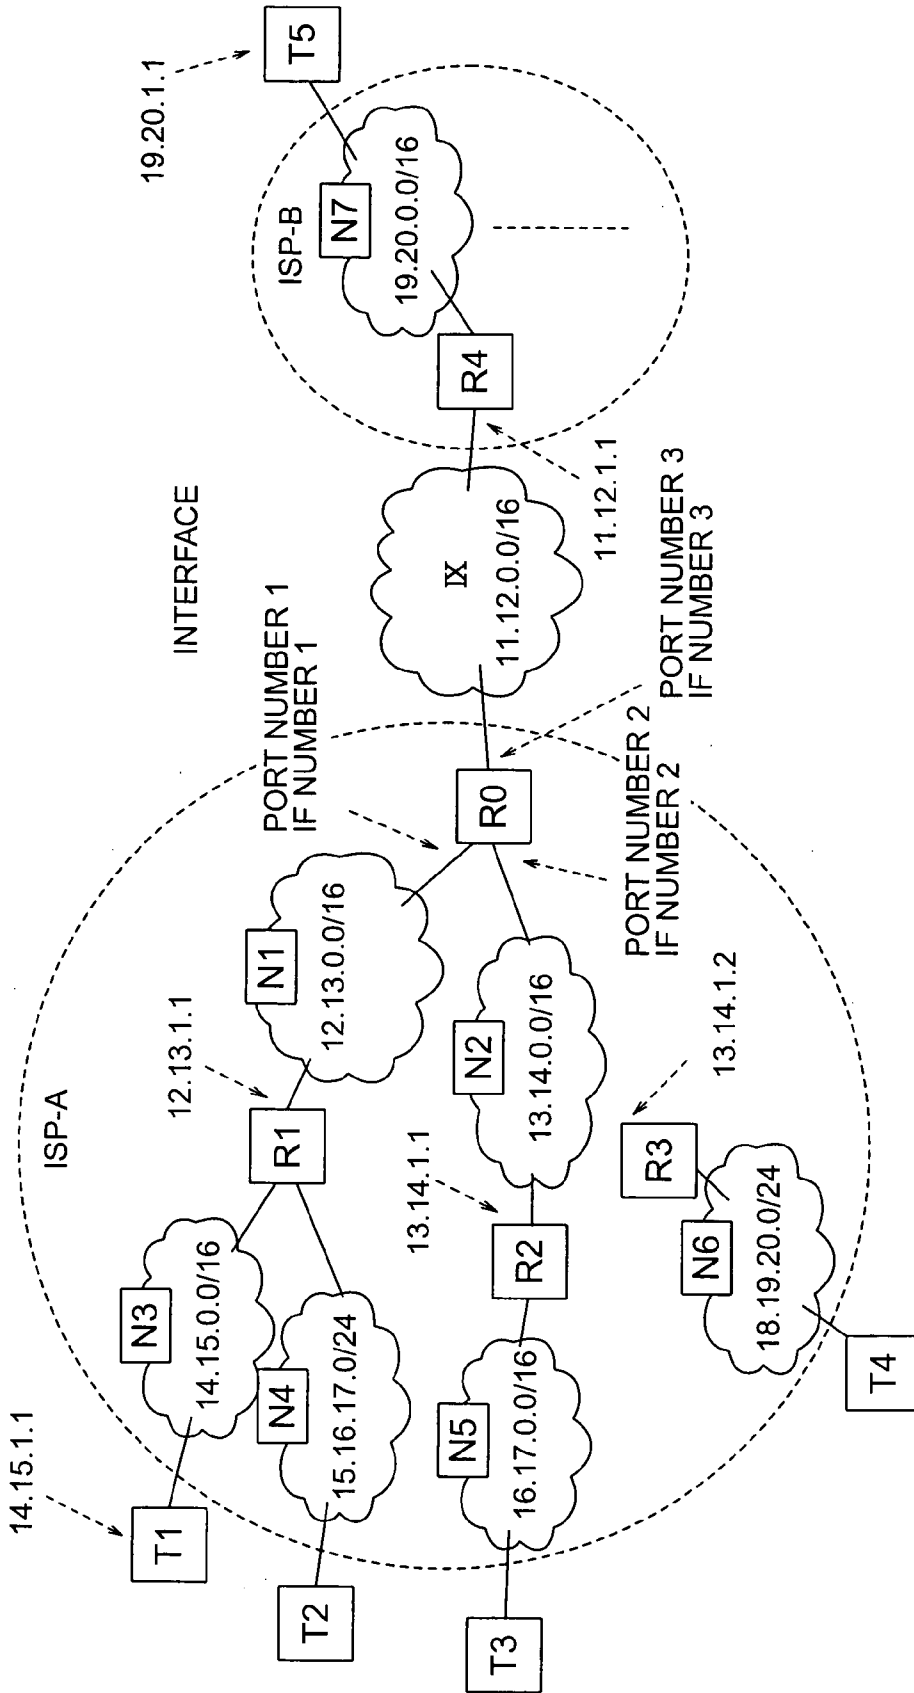 14.15.1.1
T1
N3
14.15.0.0/16
T2
N4
15.16.17.0/24
T3
N5
16.17.0.0/16
T4
N6
18.19.20.0/24
ISP-A
12.13.1.1
R1
13.14.1.1
R2
R3
13.14.1.2
N1
12.13.0.0/16
N2
13.14.0.0/16
PORT NUMBER 1
IF NUMBER 1
R0
PORT NUMBER 2
IF NUMBER 2
PORT NUMBER 3
IF NUMBER 3
INTERFACE
IX
11.12.0.0/16
11.12.1.1
R4
ISP-B
N7
19.20.0.0/16
19.20.1.1
T5